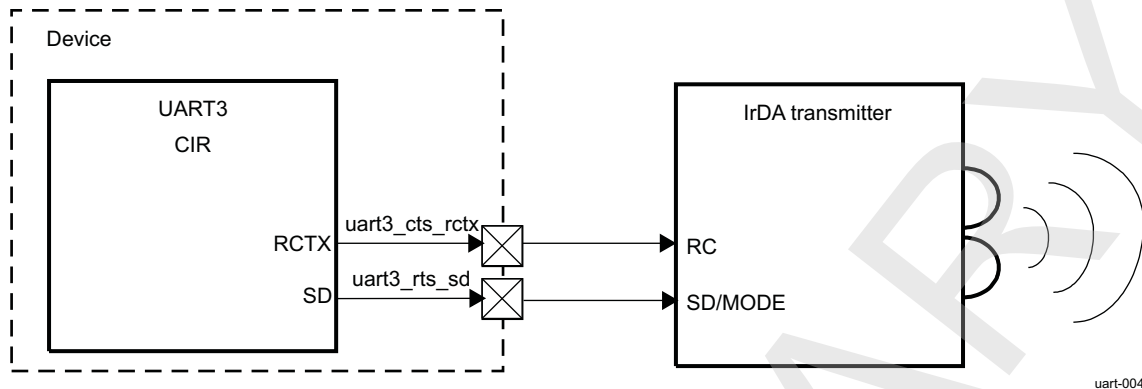 Device
UART3
CIR
IrDA transmitter
uart3_cts_rctx
RCTX
RC
uart3_rts_sd
SD
SD/MODE
uart-004